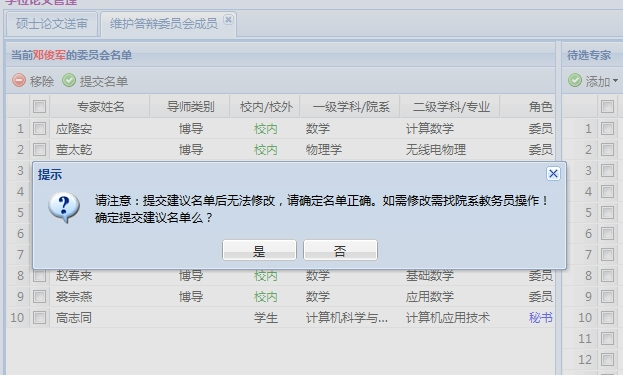 学位论文管理
硕士论文送审 维护答辩委员会成员
当前邓俊军的委员会名单 待选专家
移除 提交名单 添加
专家姓名 导师类别 校内/校外 一级学科/院系 二级学科/专业 角色
1 应隆安 博导 校内 数学 计算数学 委员 1
2 董太乾 博导 校内 物理学 无线电物理 委员 2
3
提示
请注意：提交建议名单后无法修改，请确定名单正确。如需修改需找院系教务员操作！
确定提交建议名单么？
是 否
4
5
6
7
8 赵春来 博导 校内 数学 基础数学 委员 8
9 裘宗燕 博导 校内 数学 应用数学 委员 9
10 高志同 学生 计算机科学与... 计算机应用技术 秘书 10
11
12